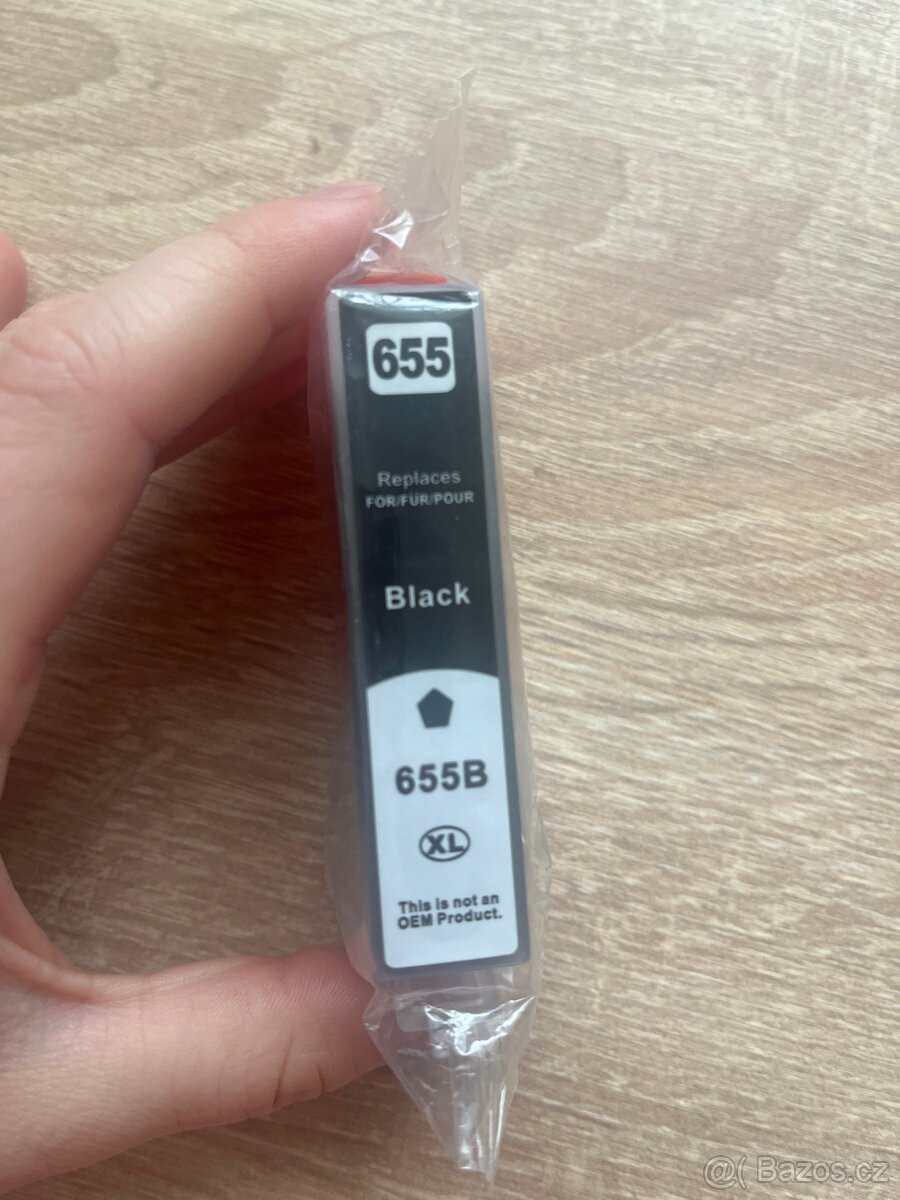 655
Replaces
FOR/FÜR/POUR
Black
655B
XL
This is not an
OEM Product.
@( Bazos.cz